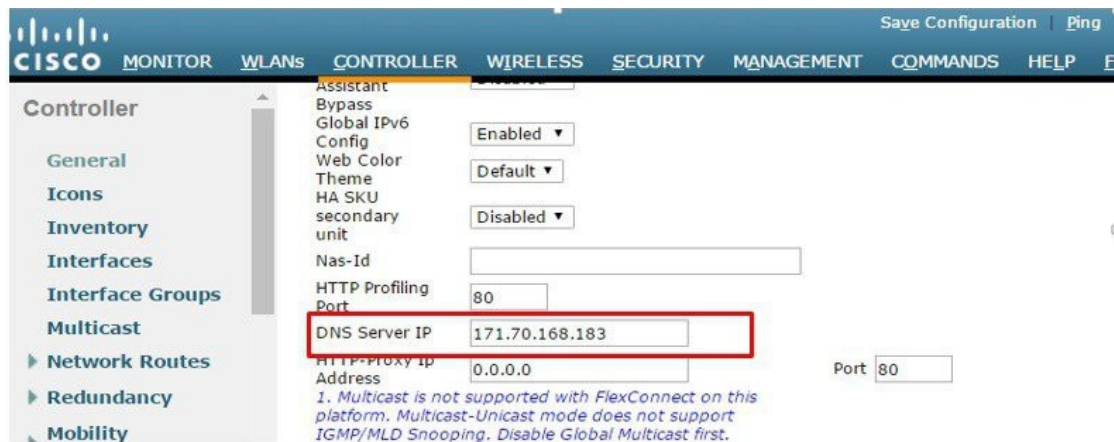 Save Configuration | Ping
CISCO MONITOR WLANs CONTROLLER WIRELESS SECURITY MANAGEMENT COMMANDS HELP
Controller
General
Icons
Inventory
Interfaces
Interface Groups
Multicast
Network Routes
Redundancy
Mobility
Assistant
Bypass
Global IPv6
Config
Enabled
Web Color
Theme
Default
HA SKU
secondary
unit
Disabled
Nas-Id
HTTP Profiling
Port
80
DNS Server IP 171.70.168.183
HTTP-Proxy Ip
Address
0.0.0.0 Port 80
1. Multicast is not supported with FlexConnect on this
platform. Multicast-Unicast mode does not support
IGMP/MLD Snooping. Disable Global Multicast first.